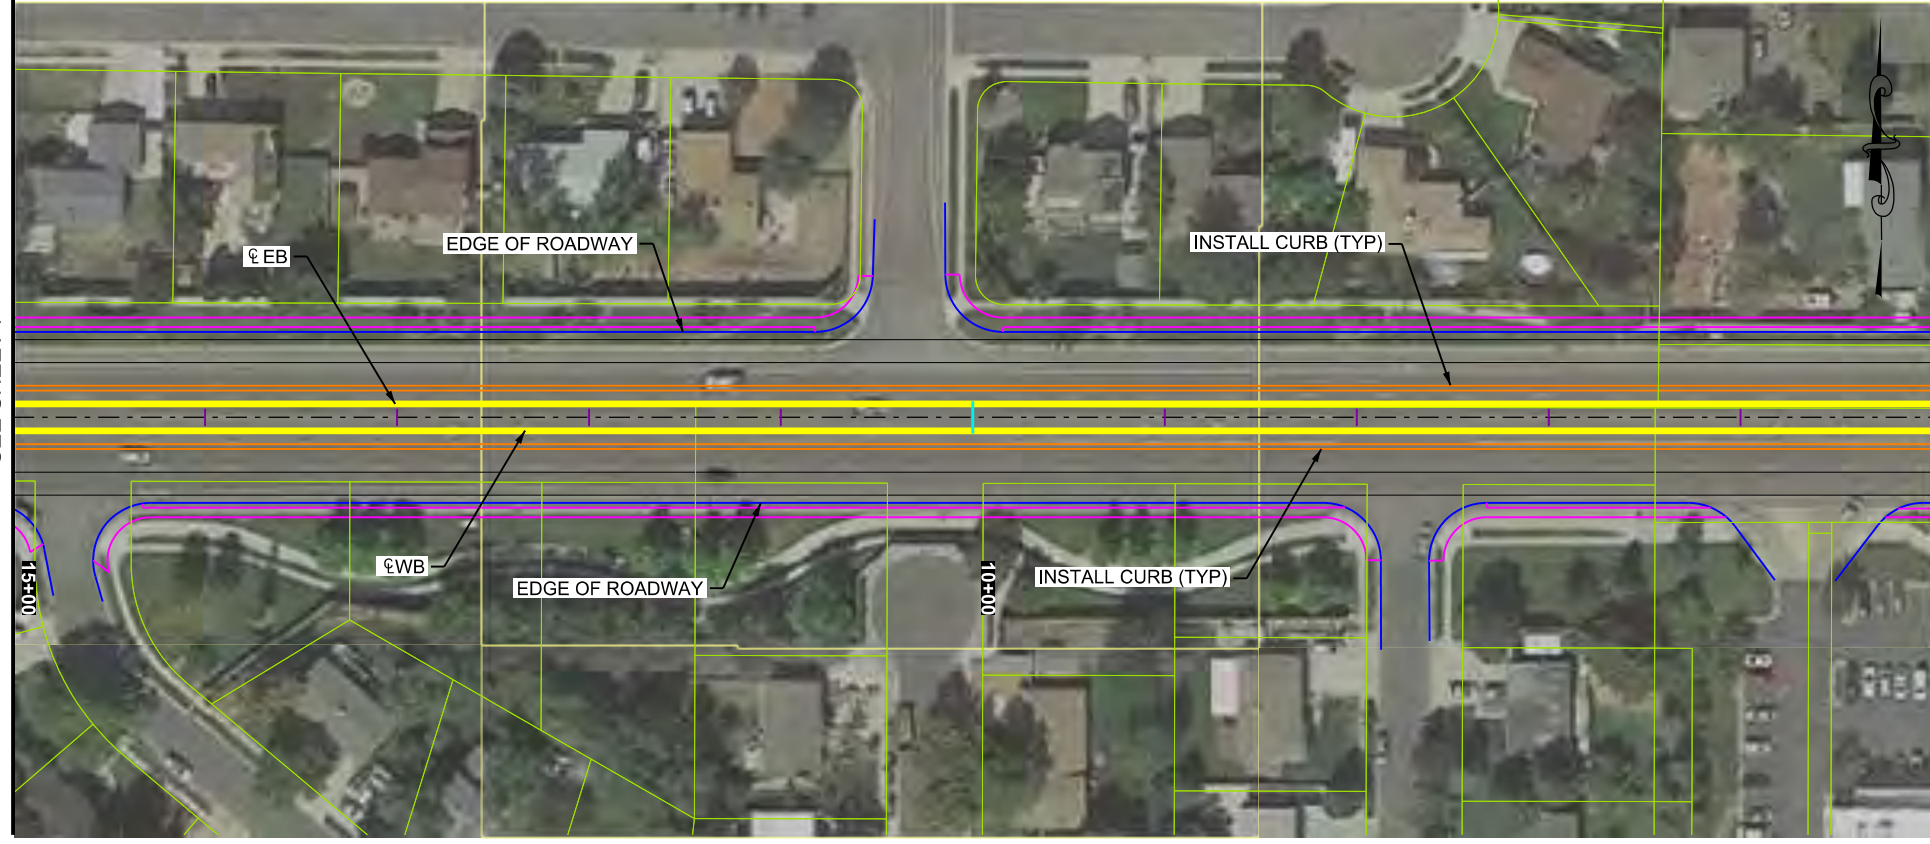 EDGE OF ROADWAY
INSTALL CURB (TYP)
℄ EB
℄WB
EDGE OF ROADWAY
INSTALL CURB (TYP)
15+00
10+00